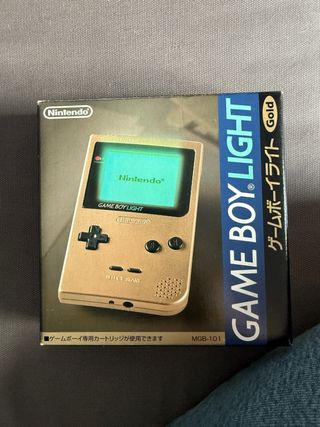 Nintendo
Nintendo®
GAME BOY LIGHT
GAME BOY® LIGHT
Gold
ゲームボーイ ライト
■ゲームボーイ専用カートリッジが使用できます
MGB-101